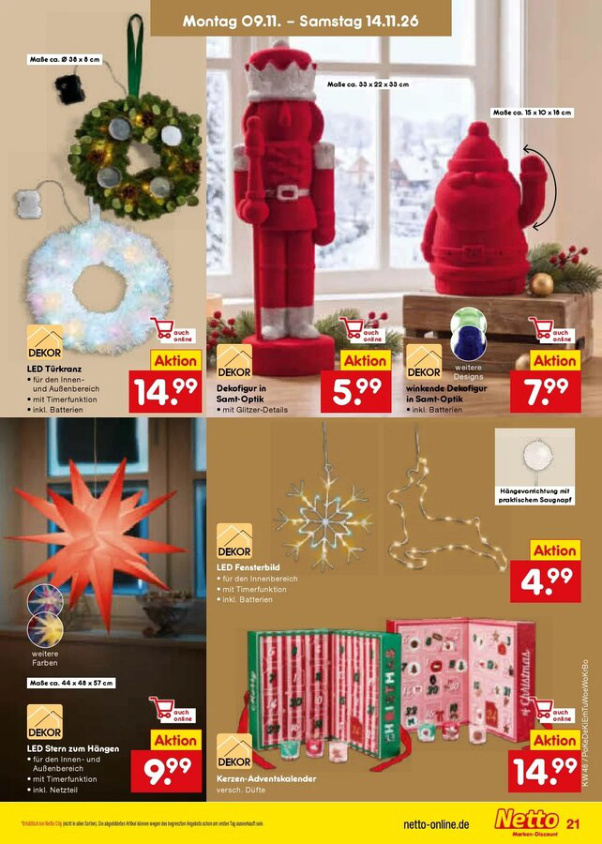 Montag 09.11. – Samstag 14.11.26
Maße ca. Ø 38 x 8 cm
Maße ca. 33 x 22 x 33 cm
Maße ca. 15 x 10 x 18 cm
DEKOR
LED Türkranz
• für den Innen-
und Außenbereich
• mit Timerfunktion
• inkl. Batterien
auch
online
Aktion
14.99
DEKOR
Dekofigur in
Samt-Optik
• mit Glitzer-Details
auch
online
Aktion
5.99
DEKOR
weitere
Designs
winkende Dekofigur
in Samt-Optik
• inkl. Batterien
auch
online
Aktion
7.99
weitere
Farben
Maße ca. 44 x 48 x 57 cm
DEKOR
LED Stern zum Hängen
• für den Innen- und
Außenbereich
• mit Timerfunktion
• inkl. Netzteil
auch
online
Aktion
9.99
Hängevorrichtung mit
praktischem Saugnapf
DEKOR
LED Fensterbild
• für den Innenbereich
• mit Timerfunktion
• inkl. Batterien
Aktion
4.99
CHRISTMAS
Christmas
DEKOR
Kerzen-Adventskalender
versch. Düfte
auch
online
Aktion
14.99
netto-online.de
Netto
Marken-Discount
21